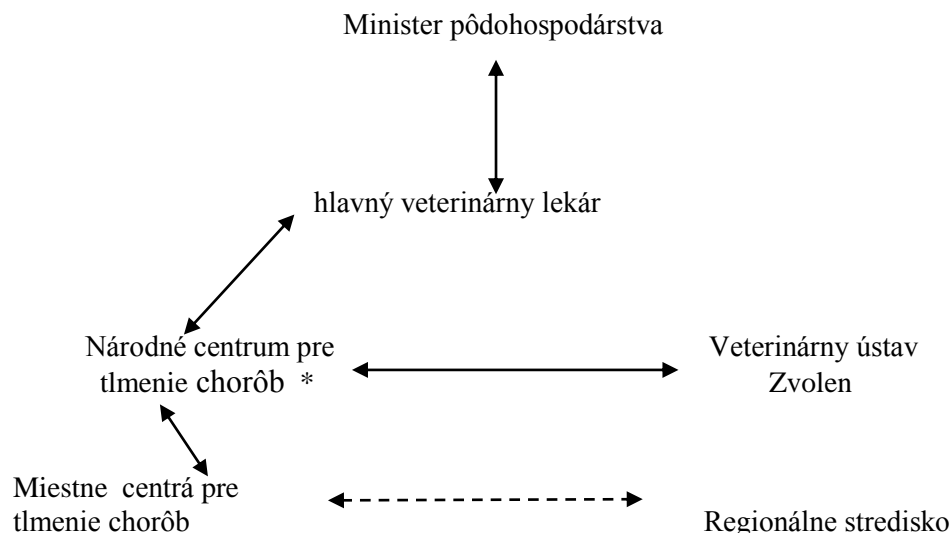 Minister pôdohospodárstva
hlavný veterinárny lekár
Národné centrum pre
tlmenie chorôb *
Veterinárny ústav
Zvolen
Miestne centrá pre
tlmenie chorôb
Regionálne stredisko